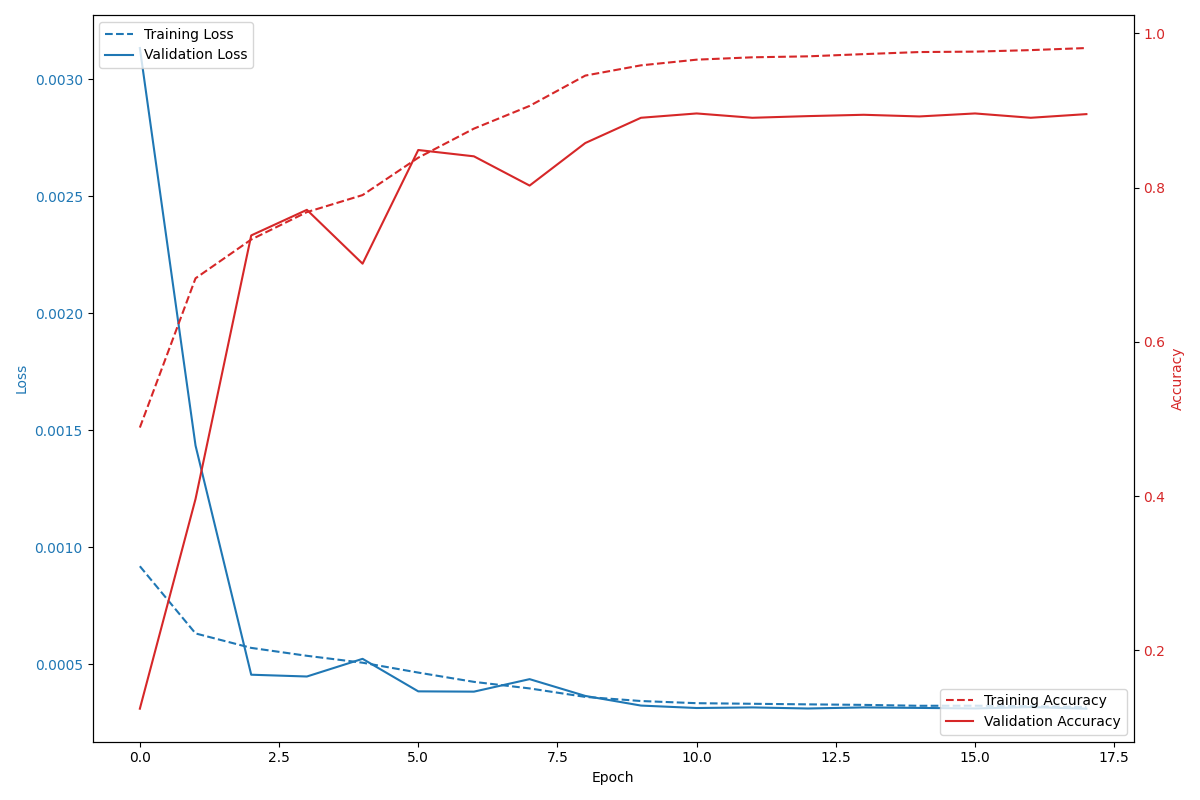 Training Loss
Validation Loss
0.0030
0.0025
0.0020
0.0015
0.0010
0.0005
Loss
1.0
0.8
0.6
0.4
0.2
Accuracy
Training Accuracy
Validation Accuracy
0.0 2.5 5.0 7.5 10.0 12.5 15.0 17.5
Epoch